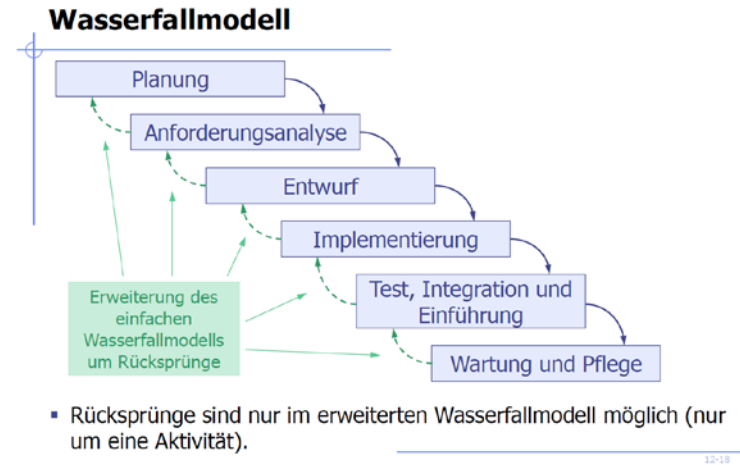 Wasserfallmodell
Planung
Anforderungsanalyse
Entwurf
Implementierung
Test, Integration und
Einführung
Wartung und Pflege
Erweiterung des
einfachen
Wasserfallmodells
um Rücksprünge
▪ Rücksprünge sind nur im erweiterten Wasserfallmodell möglich (nur
um eine Aktivität).
12-18